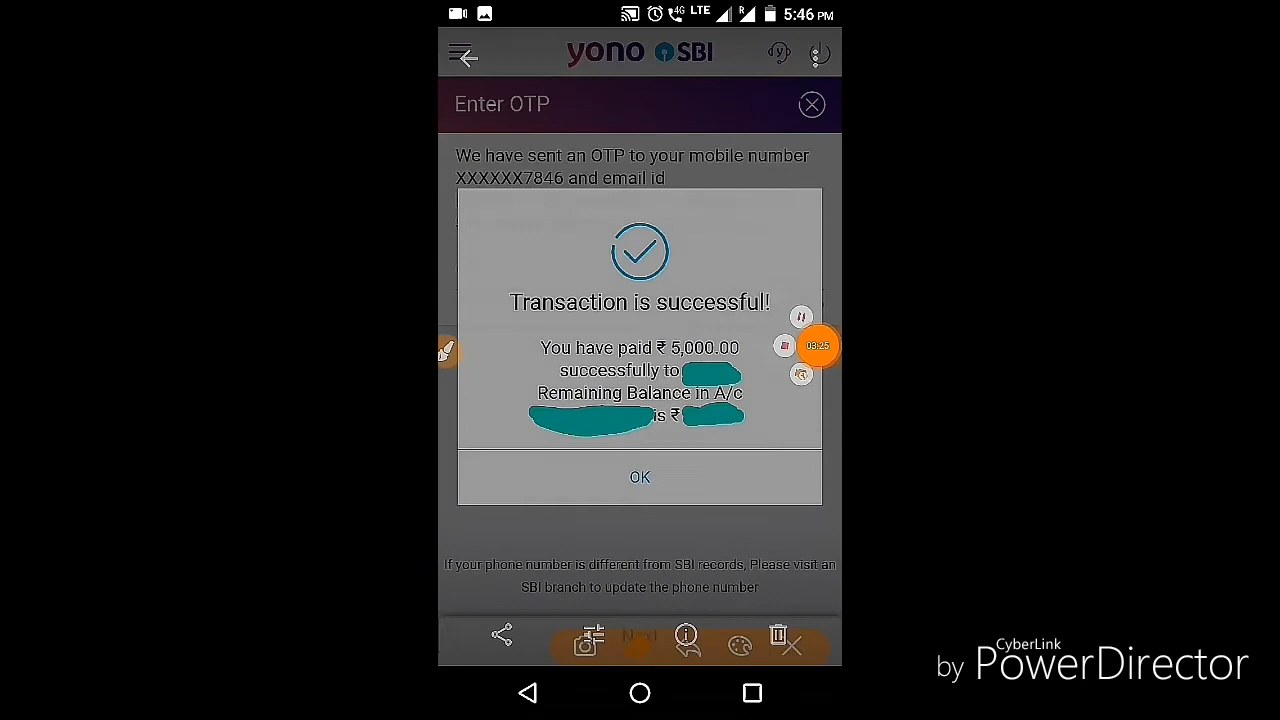 4G LTE R 5:46 PM
yono SBI
Enter OTP
We have sent an OTP to your mobile number
XXXXXX7846 and email id
Transaction is successful!
You have paid ₹ 5,000.00
successfully to
Remaining Balance in A/c
is ₹
03:25
OK
If your phone number is different from SBI records, Please visit an
SBI branch to update the phone number
Next
CyberLink
by PowerDirector